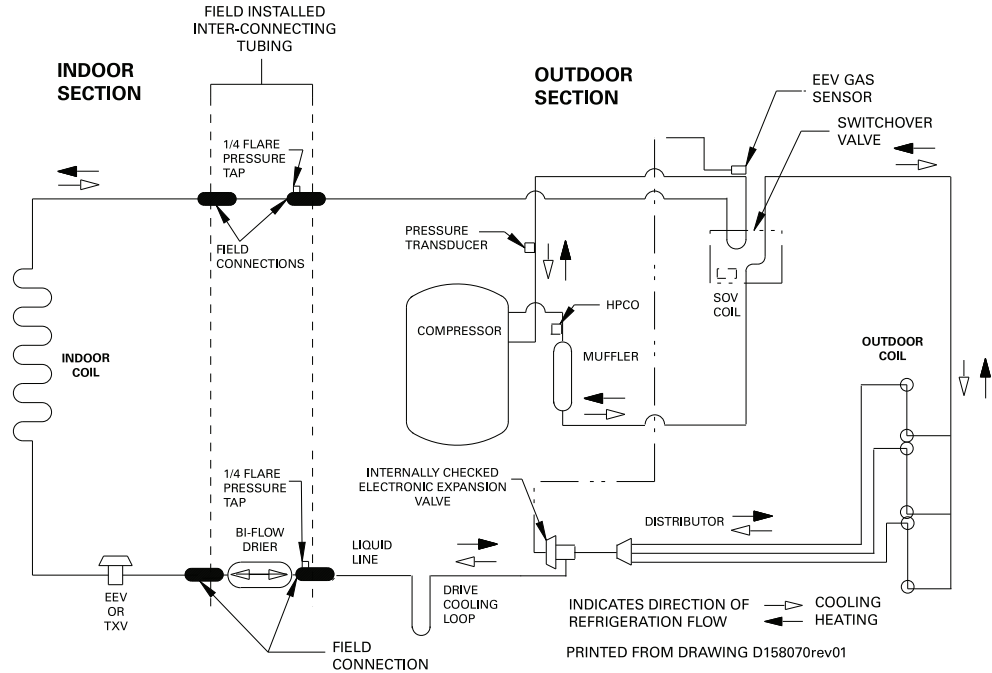 FIELD INSTALLED
INTER-CONNECTING
TUBING
INDOOR
SECTION
OUTDOOR
SECTION
EEV GAS
SENSOR
SWITCHOVER
VALVE
1/4 FLARE
PRESSURE
TAP
FIELD
CONNECTIONS
PRESSURE
TRANSDUCER
SOV
COIL
HPCO
COMPRESSOR
MUFFLER
OUTDOOR
COIL
INDOOR
COIL
1/4 FLARE
PRESSURE
TAP
INTERNALLY CHECKED
ELECTRONIC EXPANSION
VALVE
DISTRIBUTOR
BI-FLOW
DRIER
LIQUID
LINE
EEV
OR
TXV
DRIVE
COOLING
LOOP
FIELD
CONNECTION
INDICATES DIRECTION OF
REFRIGERATION FLOW
COOLING
HEATING
PRINTED FROM DRAWING D158070rev01